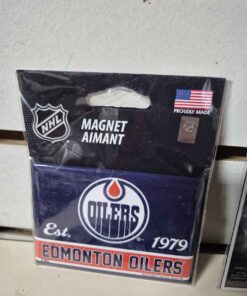 NHL
MAGNET
AIMANT
PROUDLY MADE
OILERS
Est. 1979
EDMONTON OILERS